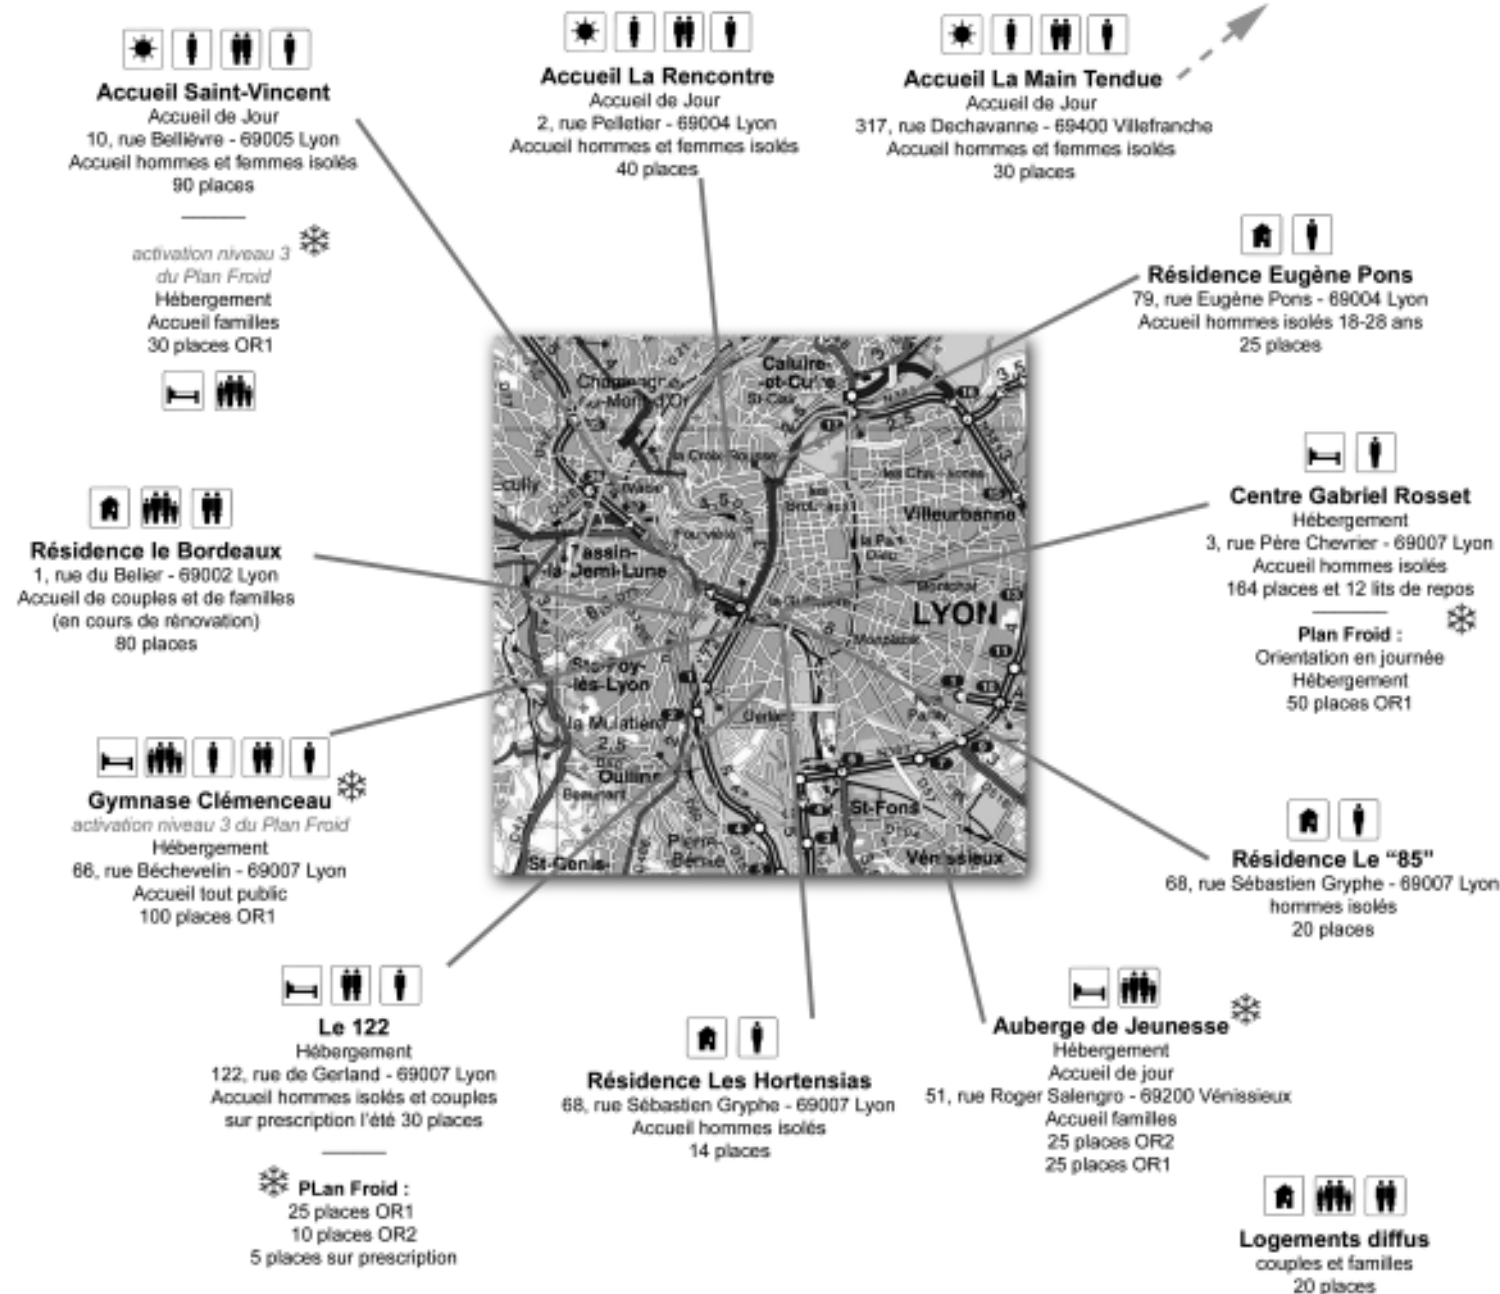 Accueil Saint-Vincent
Accueil de Jour
10, rue Bellièvre - 69005 Lyon
Accueil hommes et femmes isolés
90 places
activation niveau 3
du Plan Froid
Hébergement
Accueil familles
30 places OR1
Accueil La Rencontre
Accueil de Jour
2, rue Pelletier - 69004 Lyon
Accueil hommes et femmes isolés
40 places
Accueil La Main Tendue
Accueil de Jour
317, rue Dechavanne - 69400 Villefranche
Accueil hommes et femmes isolés
30 places
Résidence Eugène Pons
79, rue Eugène Pons - 69004 Lyon
Accueil hommes isolés 18-28 ans
25 places
Résidence le Bordeaux
1, rue du Belier - 69002 Lyon
Accueil de couples et de familles
(en cours de rénovation)
80 places
Centre Gabriel Rosset
Hébergement
3, rue Père Chevrier - 69007 Lyon
Accueil hommes isolés
164 places et 12 lits de repos
Plan Froid :
Orientation en journée
Hébergement
50 places OR1
Caluire-
-et-Cuire
la Croix-Rousse
Villeurbanne
Tassin-
-la-Demi-Lune
LYON
Ste-Foy-
-lès-Lyon
la Mulatière
2,5
Oullins
Gerland
St-Fons
Pierre-
Bénite
St-Genis-
Vénissieux
Gymnase Clémenceau
activation niveau 3 du Plan Froid
Hébergement
66, rue Béchevelin - 69007 Lyon
Accueil tout public
100 places OR1
Résidence Le “85”
68, rue Sébastien Gryphe - 69007 Lyon
hommes isolés
20 places
Le 122
Hébergement
122, rue de Gerland - 69007 Lyon
Accueil hommes isolés et couples
sur prescription l'été 30 places
PLan Froid :
25 places OR1
10 places OR2
5 places sur prescription
Résidence Les Hortensias
68, rue Sébastien Gryphe - 69007 Lyon
Accueil hommes isolés
14 places
Auberge de Jeunesse
Hébergement
Accueil de jour
51, rue Roger Salengro - 69200 Vénissieux
Accueil familles
25 places OR2
25 places OR1
Logements diffus
couples et familles
20 places